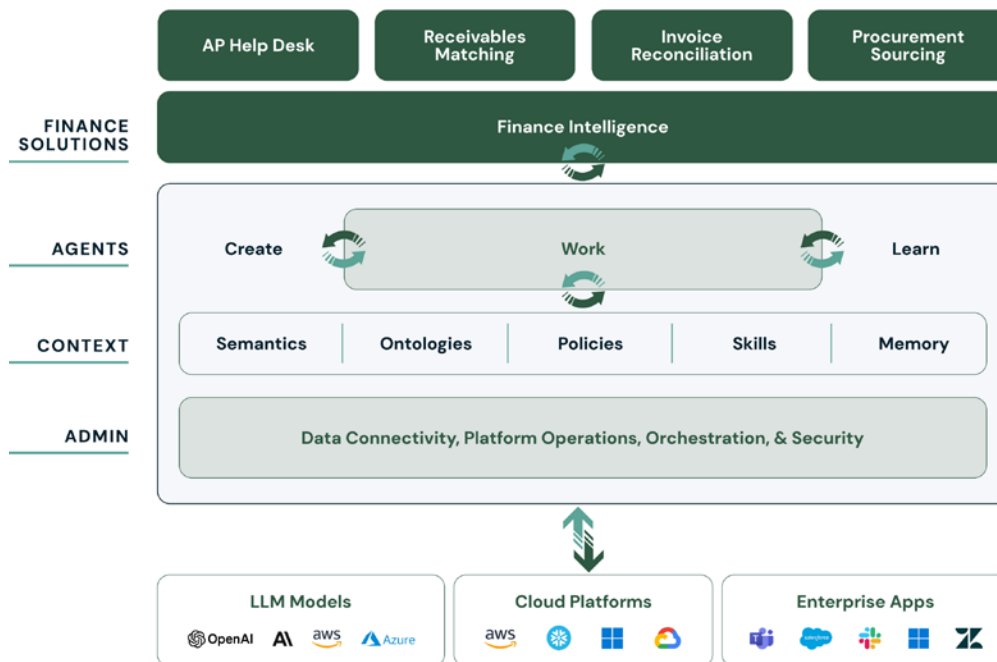 AP Help Desk
Receivables
Matching
Invoice
Reconciliation
Procurement
Sourcing
FINANCE
SOLUTIONS
Finance Intelligence
AGENTS
Create
Work
Learn
CONTEXT
Semantics
Ontologies
Policies
Skills
Memory
ADMIN
Data Connectivity, Platform Operations, Orchestration, & Security
LLM Models
Cloud Platforms
Enterprise Apps
OpenAI
AI
aws
Azure
aws
T
salesforce